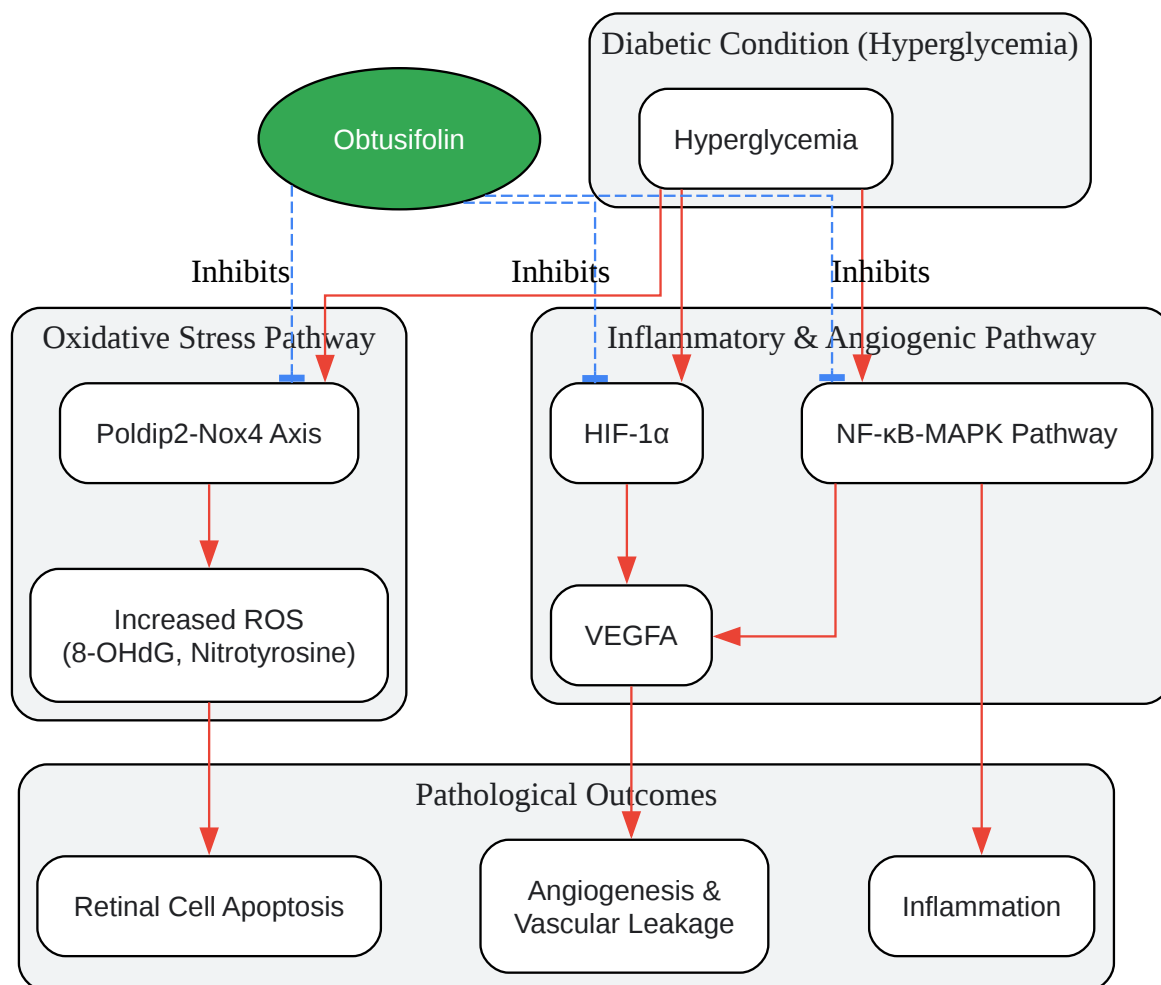 Diabetic Condition (Hyperglycemia)
Obtusifolin
Hyperglycemia
Inhibits
Inhibits
Inhibits
Oxidative Stress Pathway
Inflammatory & Angiogenic Pathway
Poldip2-Nox4 Axis
HIF-1α
NF-κB-MAPK Pathway
Increased ROS
(8-OHdG, Nitrotyrosine)
VEGFA
Pathological Outcomes
Retinal Cell Apoptosis
Angiogenesis &
Vascular Leakage
Inflammation